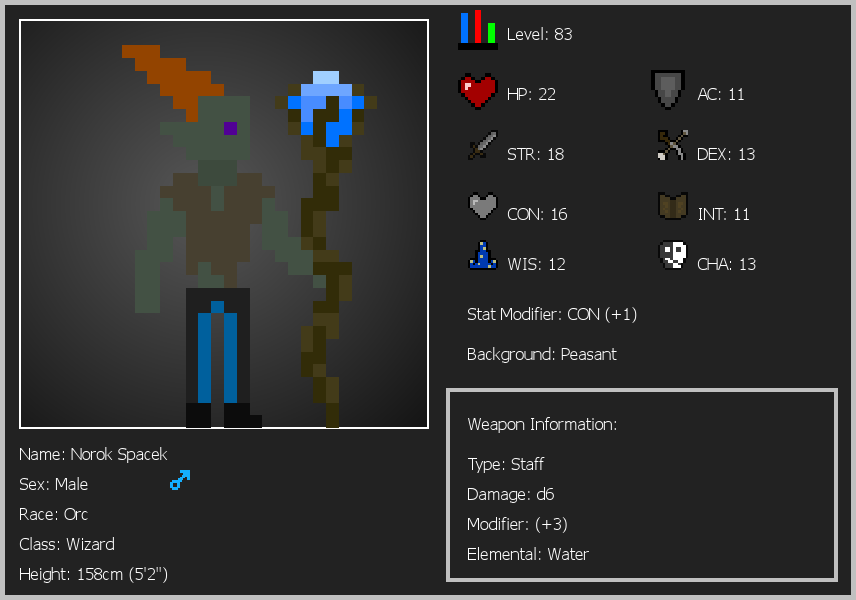 Level: 83
HP: 22
AC: 11
STR: 18
DEX: 13
CON: 16
INT: 11
WIS: 12
CHA: 13
Stat Modifier: CON (+1)
Background: Peasant
Weapon Information:
Type: Staff
Damage: d6
Modifier: (+3)
Elemental: Water
Name: Norok Spacek
Sex: Male
Race: Orc
Class: Wizard
Height: 158cm (5'2")